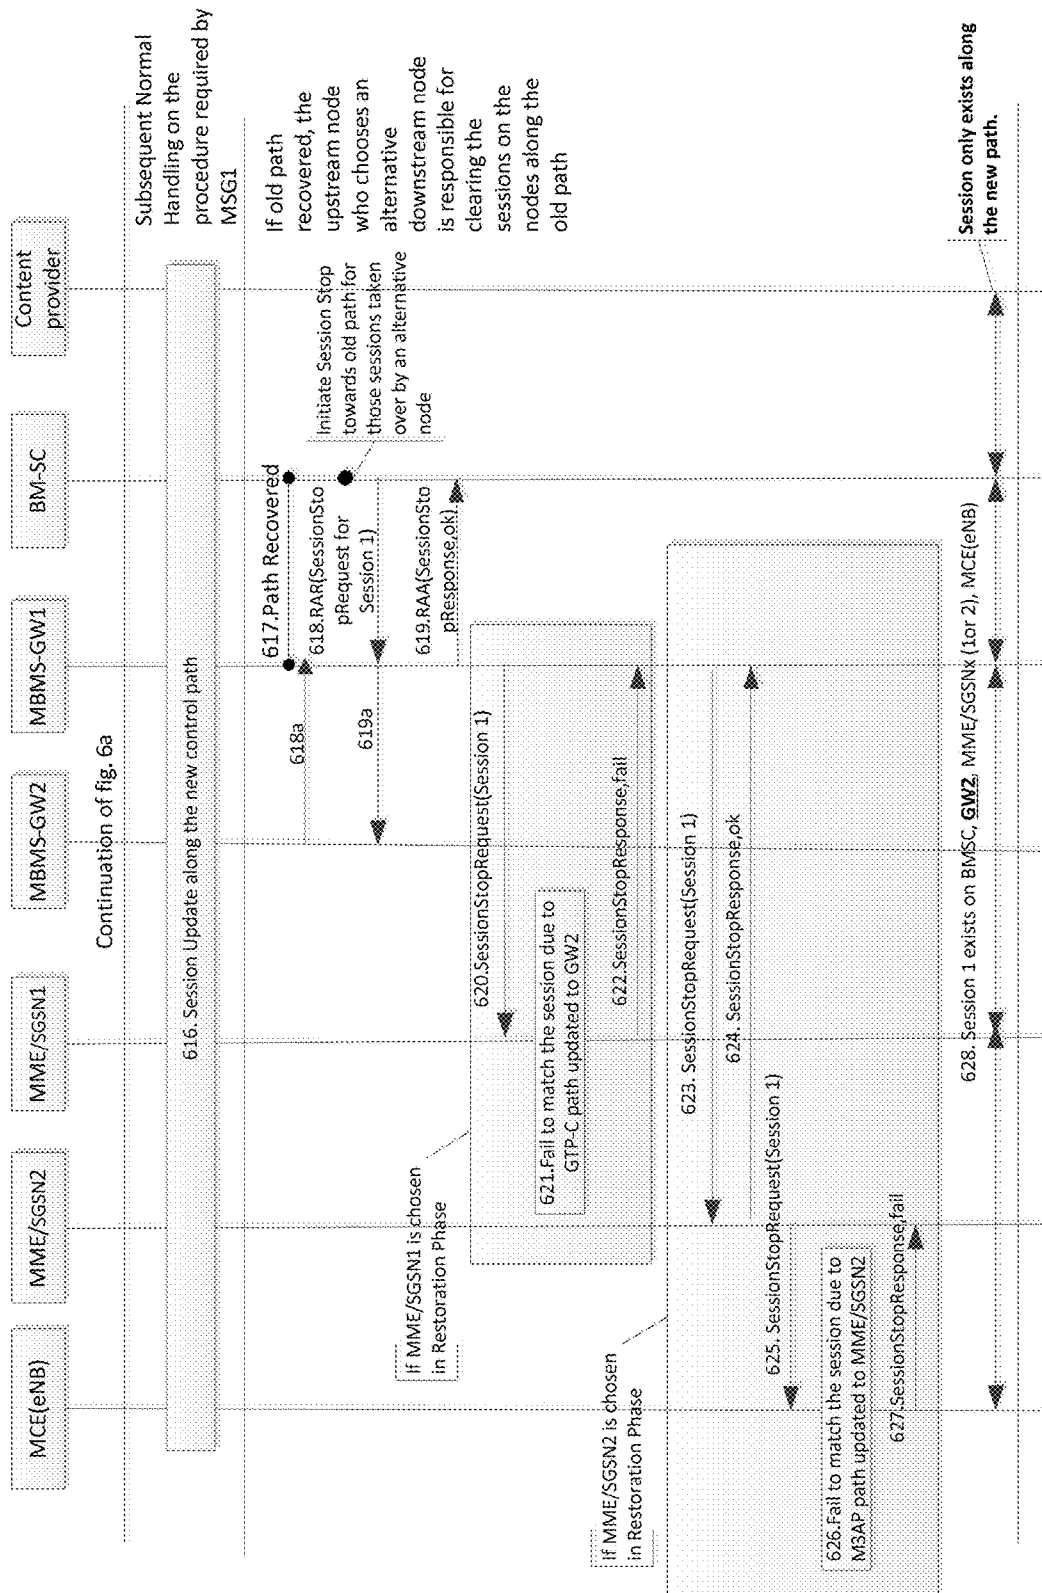 MCE(eNB)
MME/SGSN2
MME/SGSN1
MBMS-GW2
MBMS-GW1
BM-SC
Content
provider
Continuation of fig. 6a
Subsequent Normal
Handling on the
procedure required by
MSG1
616. Session Update along the new control path
If old path
recovered, the
upstream node
who chooses an
alternative
downstream node
is responsible for
clearing the
sessions on the
nodes along the
old path
617.Path Recovered
618a
618.RAR(SessionSto
pRequest for
Session 1)
Initiate Session Stop
towards old path for
those sessions taken
over by an alternative
node
619a
619.RAA(SessionSto
pResponse,ok)
If MME/SGSN1 is chosen
in Restoration Phase
620.SessionStopRequest(Session 1)
621.Fail to match the session due to
GTP-C path updated to GW2
622.SessionStopResponse,fail
If MME/SGSN2 is chosen
in Restoration Phase
623. SessionStopRequest(Session 1)
624. SessionStopResponse,ok
625. SessionStopRequest(Session 1)
626.Fail to match the session due to
M3AP path updated to MME/SGSN2
627.SessionStopResponse,fail
628. Session 1 exists on BMSC, GW2, MME/SGSNx (1or 2), MCE(eNB)
Session only exists along
the new path.